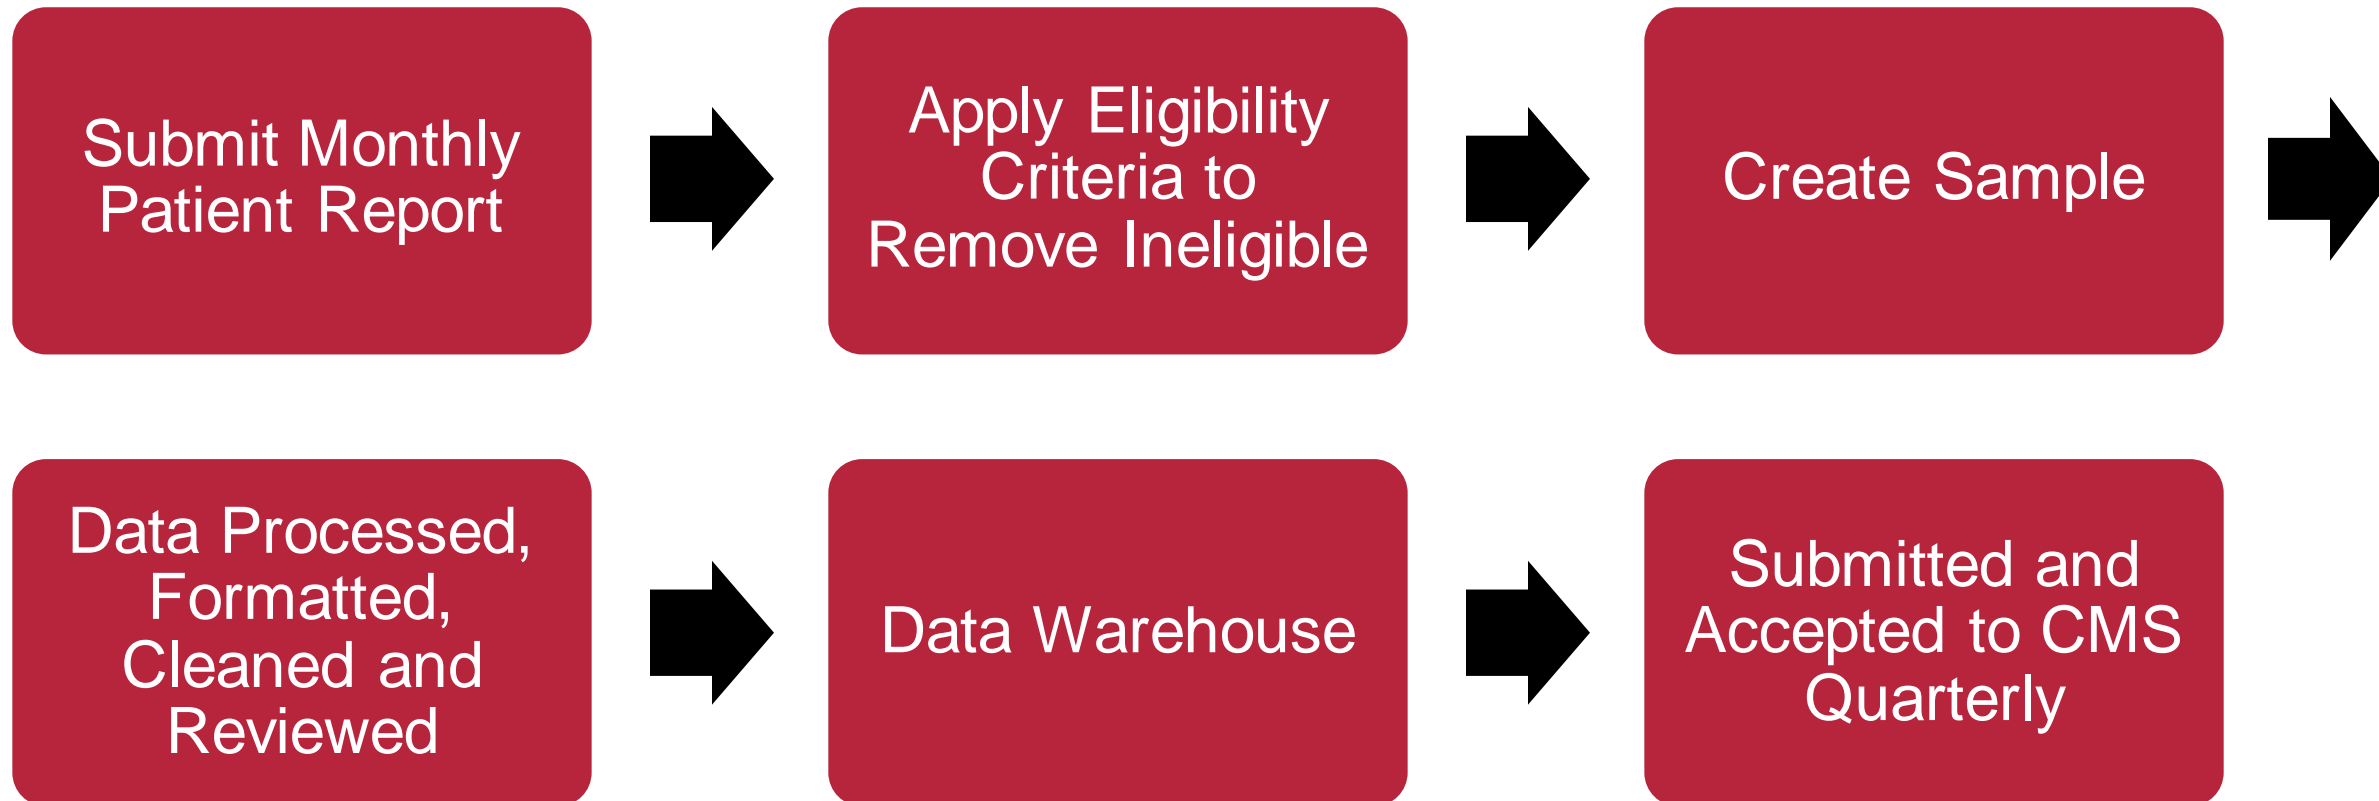 Submit Monthly
Patient Report
Apply Eligibility
Criteria to
Remove Ineligible
Create Sample
Data Processed,
Formatted,
Cleaned and
Reviewed
Data Warehouse
Submitted and
Accepted to CMS
Quarterly